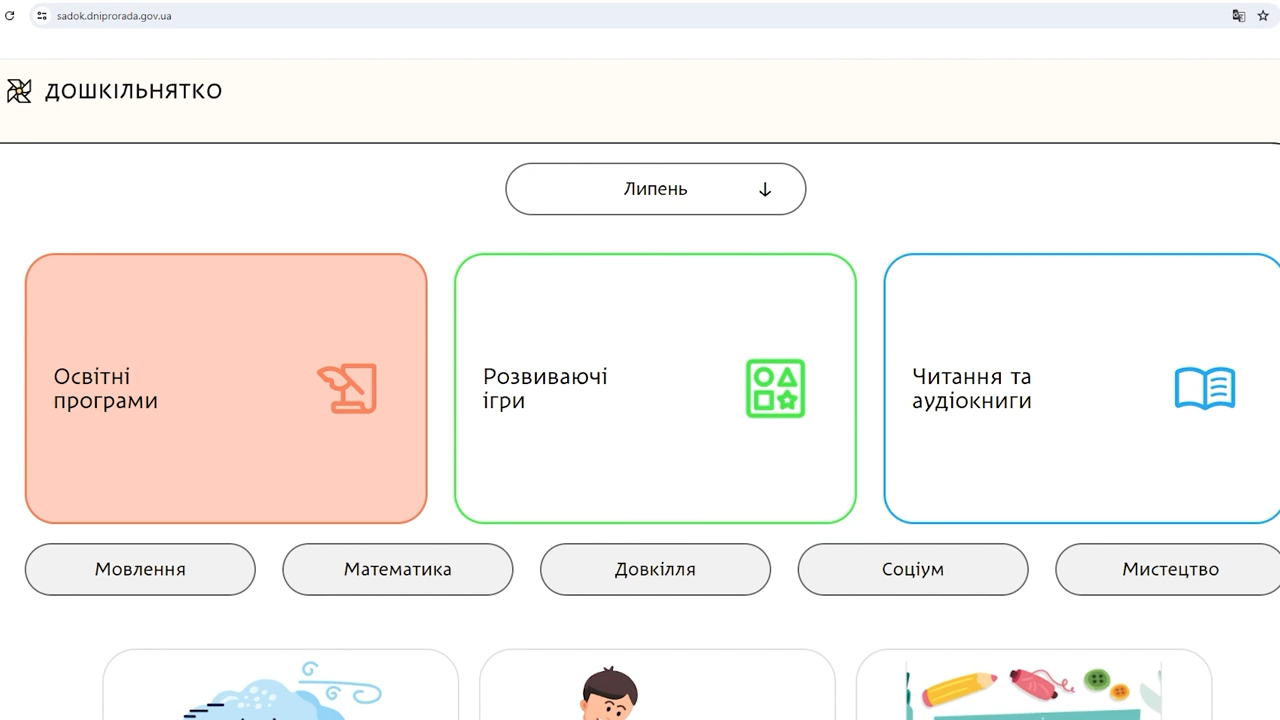 sadok.dniprorada.gov.ua
ДОШКІЛЬНЯТКО
Липень
Освітні
програми
Розвиваючі
ігри
Читання та
аудіокниги
Мовлення
Математика
Довкілля
Соціум
Мистецтво